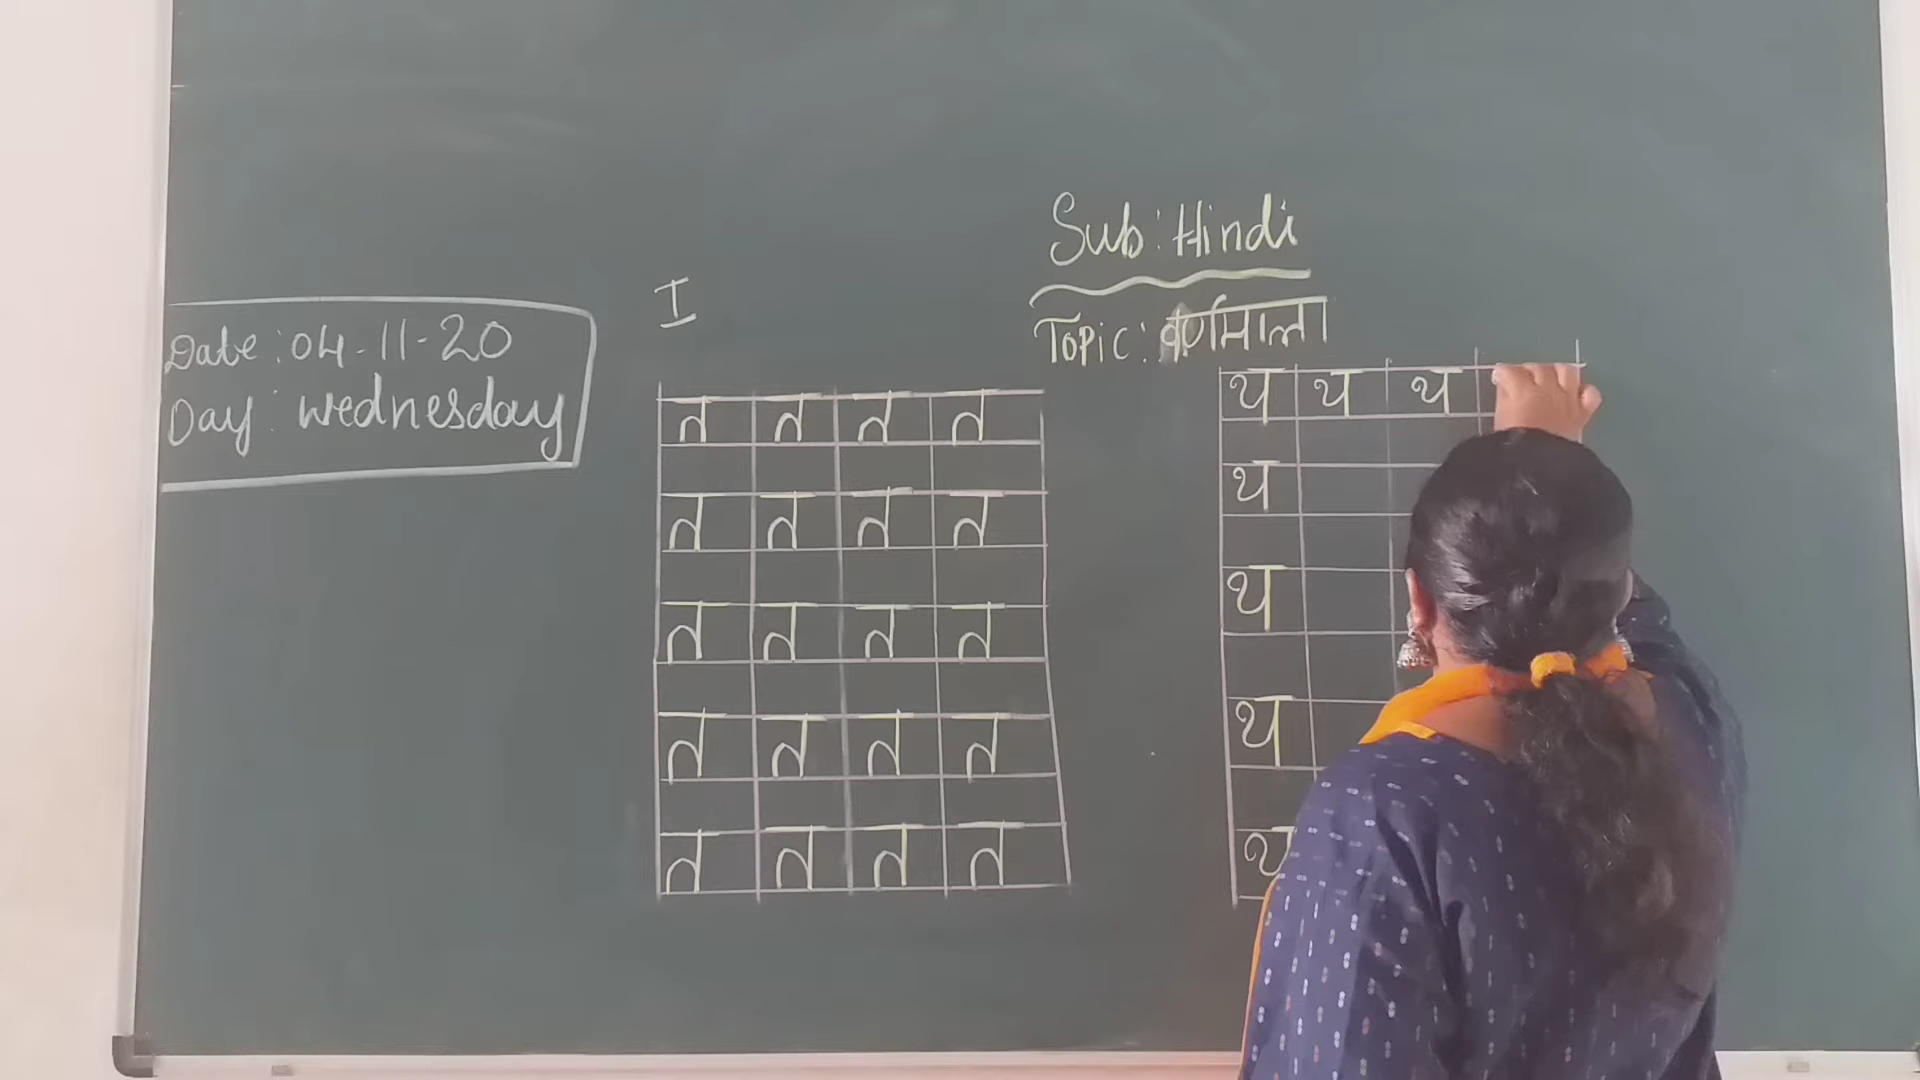 Sub: Hindi
Topic: वर्णमाला
Date: 04-11-20
Day: Wednesday
I
त त त त
त त त त
त त त त
त त त त
त त त त
थ थ थ
थ
थ
थ
थ